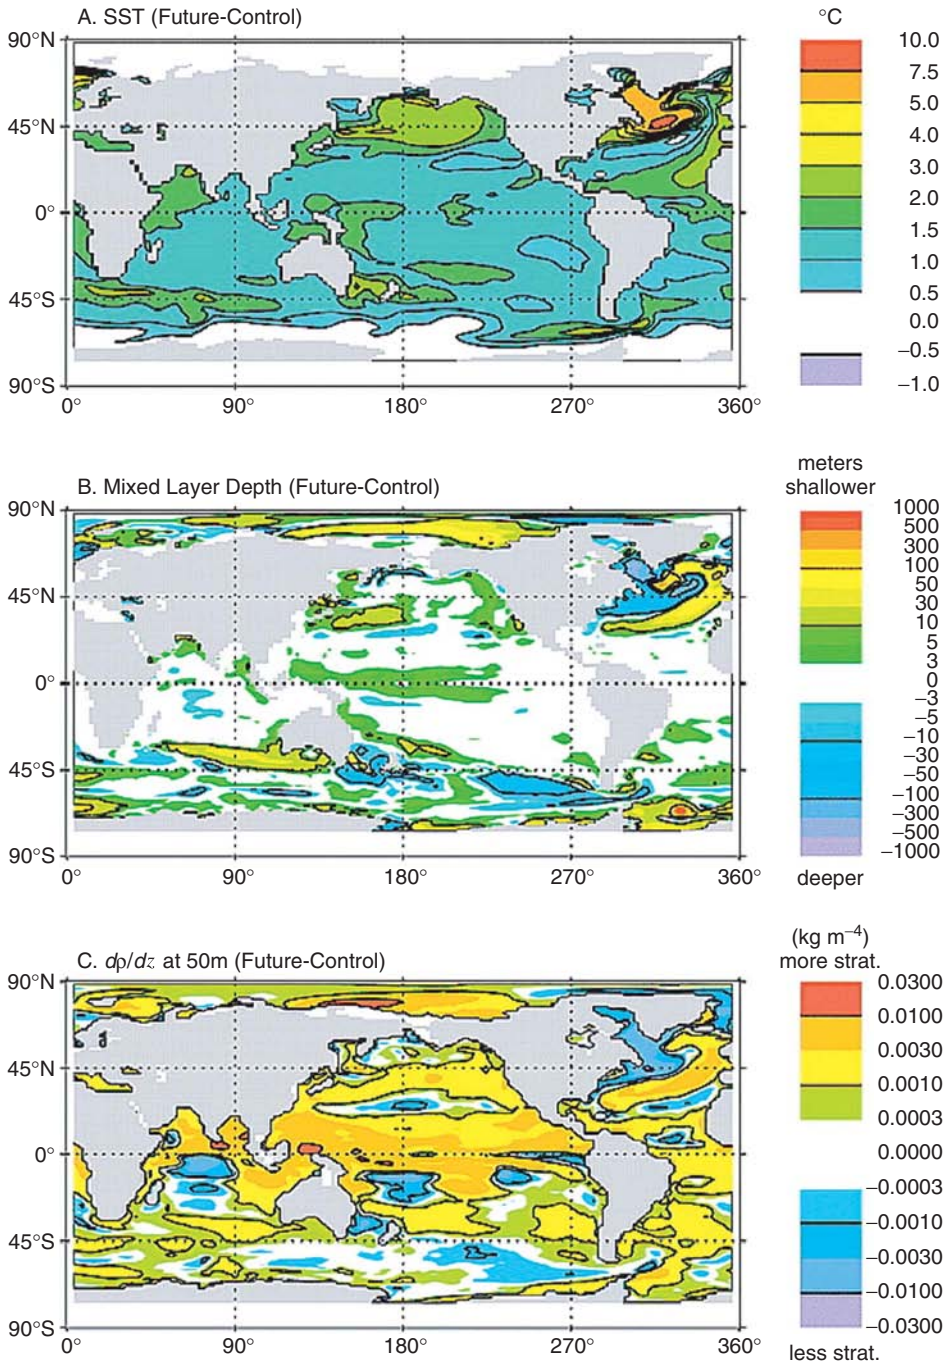 A. SST (Future-Control)
°C
90°N
45°N
0°
45°S
90°S
0°
90°
180°
270°
360°
10.0
7.5
5.0
4.0
3.0
2.0
1.5
1.0
0.5
0.0
−0.5
−1.0
B. Mixed Layer Depth (Future-Control)
meters
shallower
90°N
45°N
0°
45°S
90°S
0°
90°
180°
270°
360°
1000
500
300
100
50
30
10
5
3
0
−3
−5
−10
−30
−50
−100
−300
−500
−1000
deeper
C. dρ/dz at 50m (Future-Control)
(kg m⁻⁴)
more strat.
90°N
45°N
0°
45°S
90°S
0°
90°
180°
270°
360°
0.0300
0.0100
0.0030
0.0010
0.0003
0.0000
−0.0003
−0.0010
−0.0030
−0.0100
−0.0300
less strat.